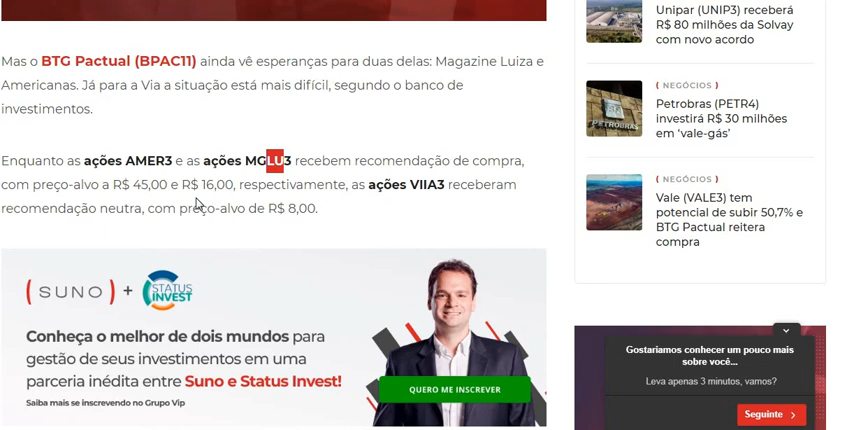 Mas o BTG Pactual (BPAC11) ainda vê esperanças para duas delas: Magazine Luiza e
Americanas. Já para a Via a situação está mais difícil, segundo o banco de
investimentos.
Enquanto as ações AMER3 e as ações MGLU3 recebem recomendação de compra,
com preço-alvo a R$ 45,00 e R$ 16,00, respectivamente, as ações VIIA3 receberam
recomendação neutra, com preço-alvo de R$ 8,00.
( SUNO ) + STATUS
INVEST
Conheça o melhor de dois mundos para
gestão de seus investimentos em uma
parceria inédita entre Suno e Status Invest!
Saiba mais se inscrevendo no Grupo Vip
QUERO ME INSCREVER
Unipar (UNIP3) receberá
R$ 80 milhões da Solvay
com novo acordo
( NEGÓCIOS )
Petrobras (PETR4)
investirá R$ 30 milhões
em ‘vale-gás’
PETROBRAS
( NEGÓCIOS )
Vale (VALE3) tem
potencial de subir 50,7% e
BTG Pactual reitera
compra
Gostaríamos conhecer um pouco mais
sobre você...
Leva apenas 3 minutos, vamos?
Seguinte